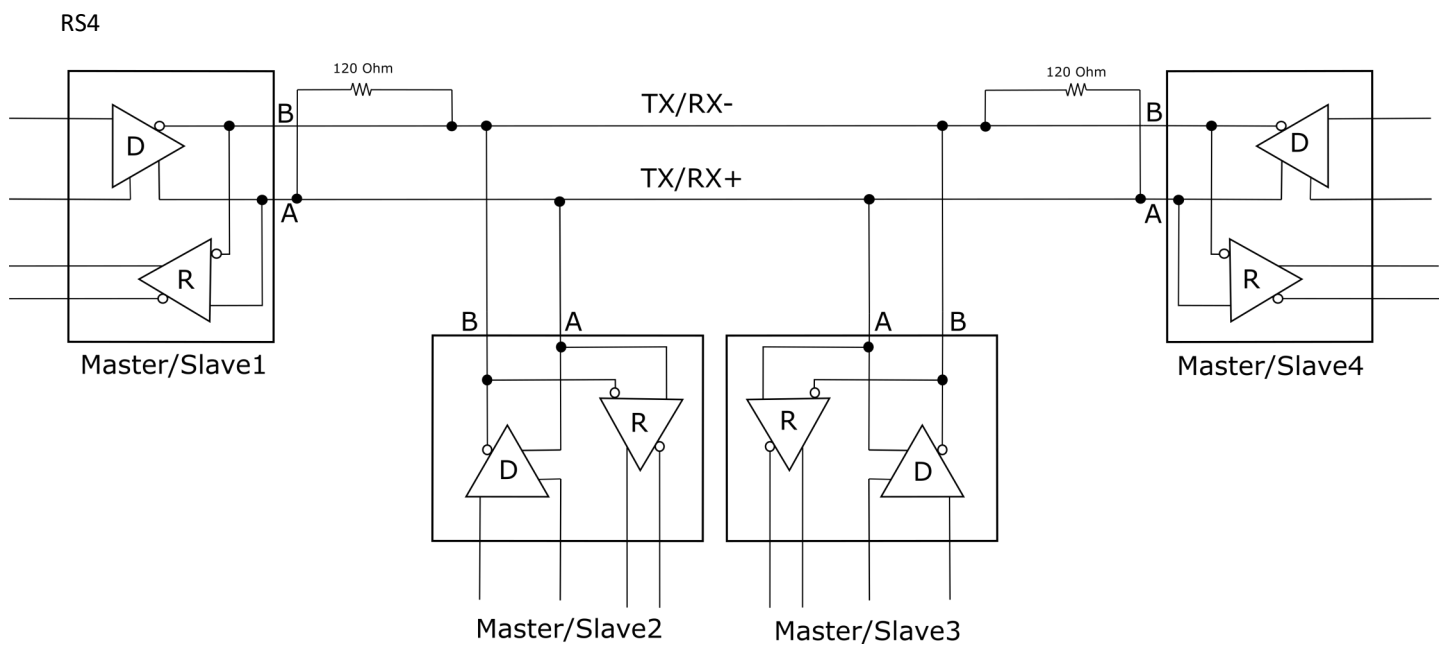 RS4
120 Ohm
120 Ohm
TX/RX-
B
B
D
D
TX/RX+
A
A
R
R
Master/Slave1
Master/Slave4
B
A
A
B
R
R
D
D
Master/Slave2
Master/Slave3